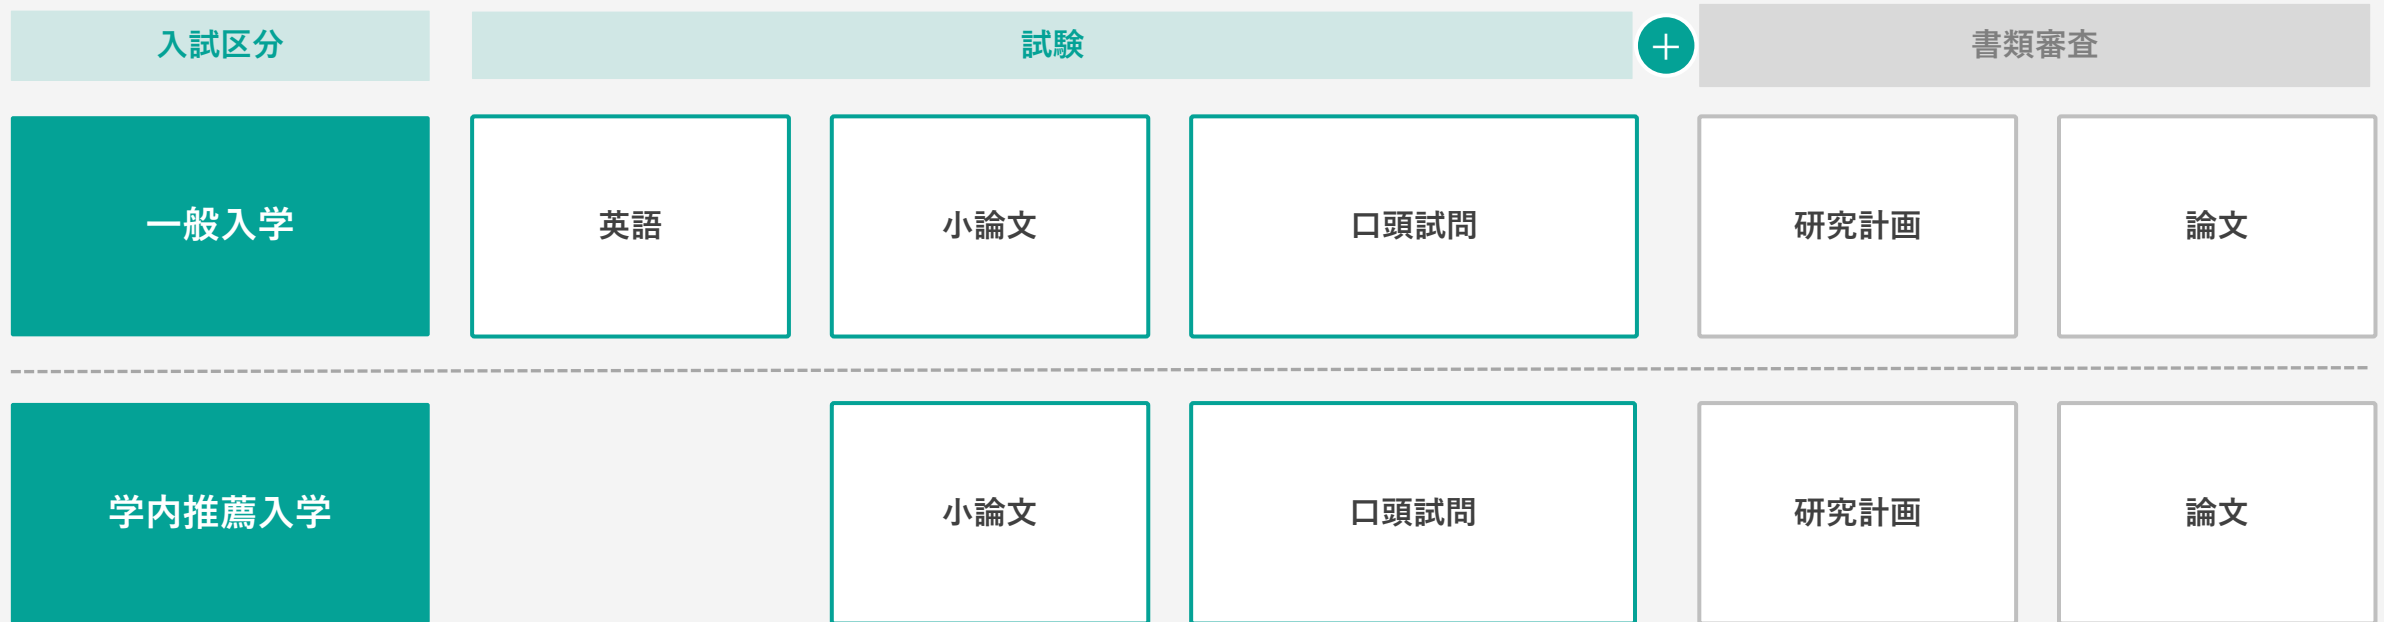 入試区分
試験
+
書類審査
一般入学
英語
小論文
口頭試問
研究計画
論文
学内推薦入学
小論文
口頭試問
研究計画
論文